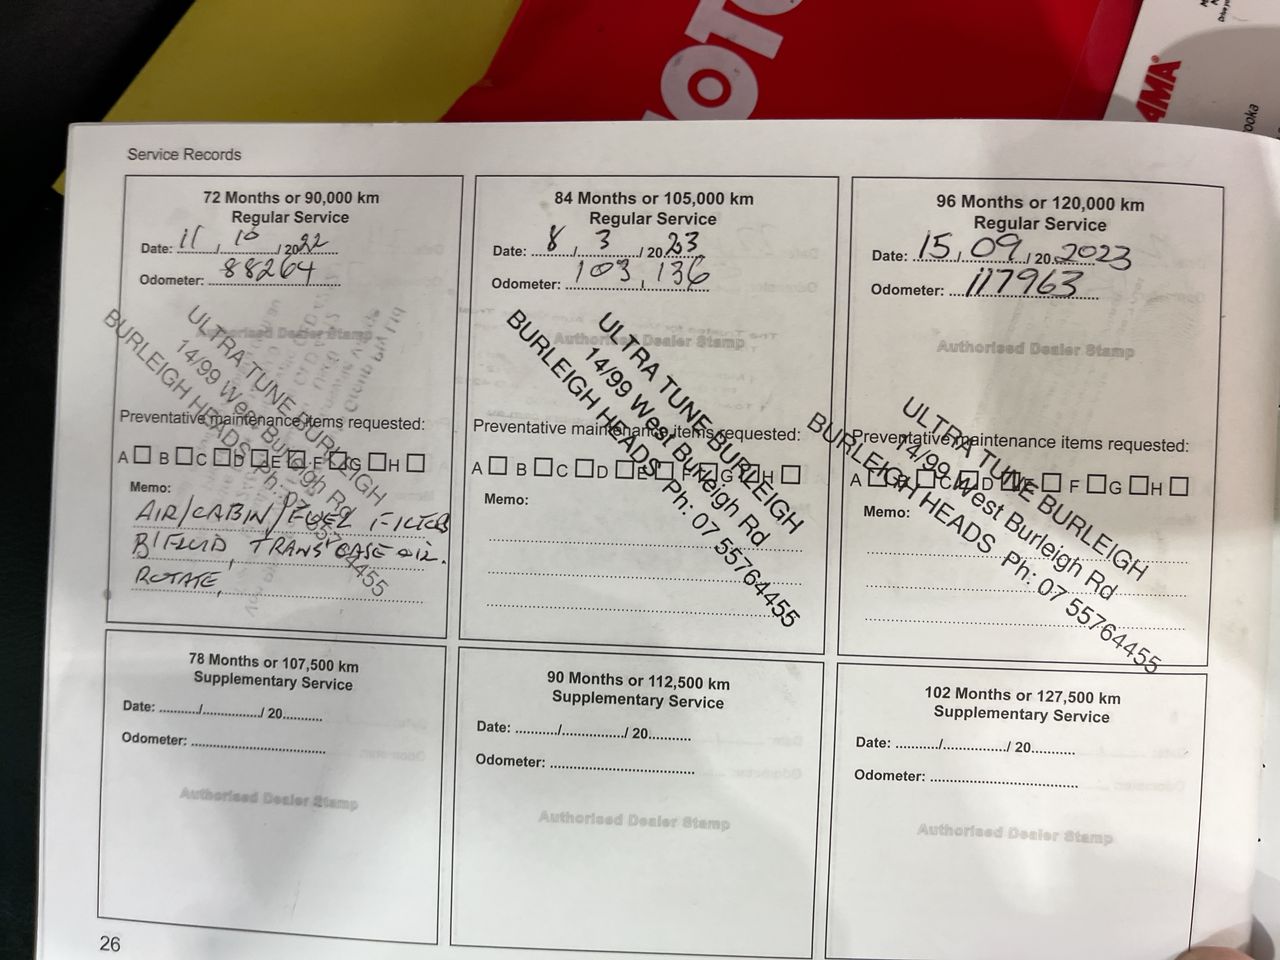 4MA
ooka
Service Records
72 Months or 90,000 km
Regular Service
Date: 11 / 10 / 2022
Odometer: 88264
Authorised Dealer Stamp
ULTRA TUNE BURLEIGH
14/99 West Burleigh Rd
BURLEIGH HEADS Ph: 07 55764455
Preventative maintenance items requested:
A B C D E F G H
Memo:
AIR/CABIN/FUEL FILTER
B/FLUID, TRANS CASE OIL.
ROTATE,
84 Months or 105,000 km
Regular Service
Date: 8 / 3 / 2023
Odometer: 103,136
Authorised Dealer Stamp
ULTRA TUNE BURLEIGH
14/99 West Burleigh Rd
BURLEIGH HEADS Ph: 07 55764455
Preventative maintenance items requested:
A B C D E F G H
Memo:
96 Months or 120,000 km
Regular Service
Date: 15 / 09 / 20 2023
Odometer: 117963
Authorised Dealer Stamp
ULTRA TUNE BURLEIGH
14/99 West Burleigh Rd
BURLEIGH HEADS Ph: 07 55764455
Preventative maintenance items requested:
A B C D E F G H
Memo:
78 Months or 107,500 km
Supplementary Service
Date: ........../.............../ 20..........
Odometer: ..................................
Authorised Dealer Stamp
90 Months or 112,500 km
Supplementary Service
Date: ........../.............../ 20..........
Odometer: ..................................
Authorised Dealer Stamp
102 Months or 127,500 km
Supplementary Service
Date: ........../.............../ 20..........
Odometer: ..................................
Authorised Dealer Stamp
26